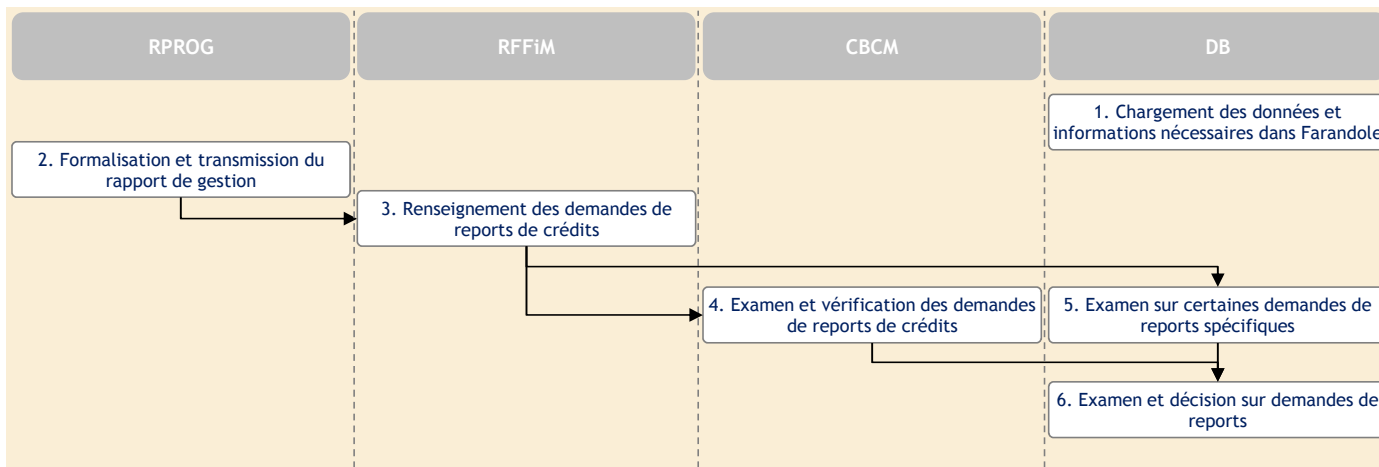 RPROG
RFFiM
CBCM
DB
1. Chargement des données et
informations nécessaires dans Farandole
2. Formalisation et transmission du
rapport de gestion
3. Renseignement des demandes de
reports de crédits
4. Examen et vérification des demandes
de reports de crédits
5. Examen sur certaines demandes de
reports spécifiques
6. Examen et décision sur demandes de
reports